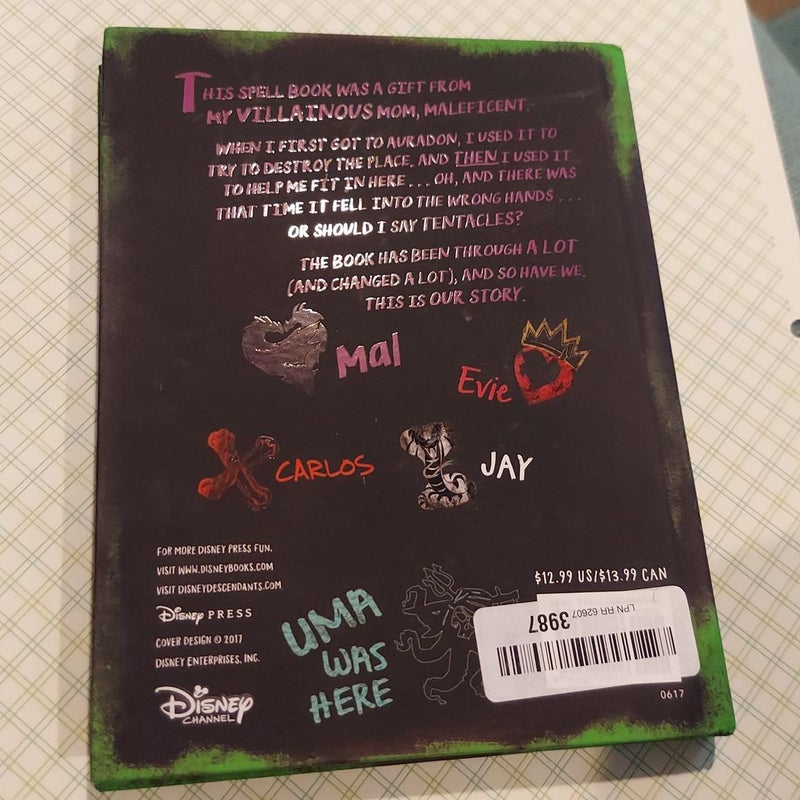 THIS SPELL BOOK WAS A GIFT FROM
MY VILLAINOUS MOM, MALEFICENT.
WHEN I FIRST GOT TO AURADON, I USED IT TO
TRY TO DESTROY THE PLACE, AND THEN I USED IT
TO HELP ME FIT IN HERE . . . OH, AND THERE WAS
THAT TIME IT FELL INTO THE WRONG HANDS . . .
OR SHOULD I SAY TENTACLES?
THE BOOK HAS BEEN THROUGH A LOT
(AND CHANGED A LOT), AND SO HAVE WE.
THIS IS OUR STORY.
Mal
Evie
CARLOS
JAY
FOR MORE DISNEY PRESS FUN,
VISIT WWW.DISNEYBOOKS.COM
VISIT DISNEYDESCENDANTS.COM
Disney PRESS
COVER DESIGN © 2017
DISNEY ENTERPRISES, INC.
Disney
CHANNEL
UMA
WAS
HERE
$12.99 US/$13.99 CAN
LPN RR 62607
3987
0617